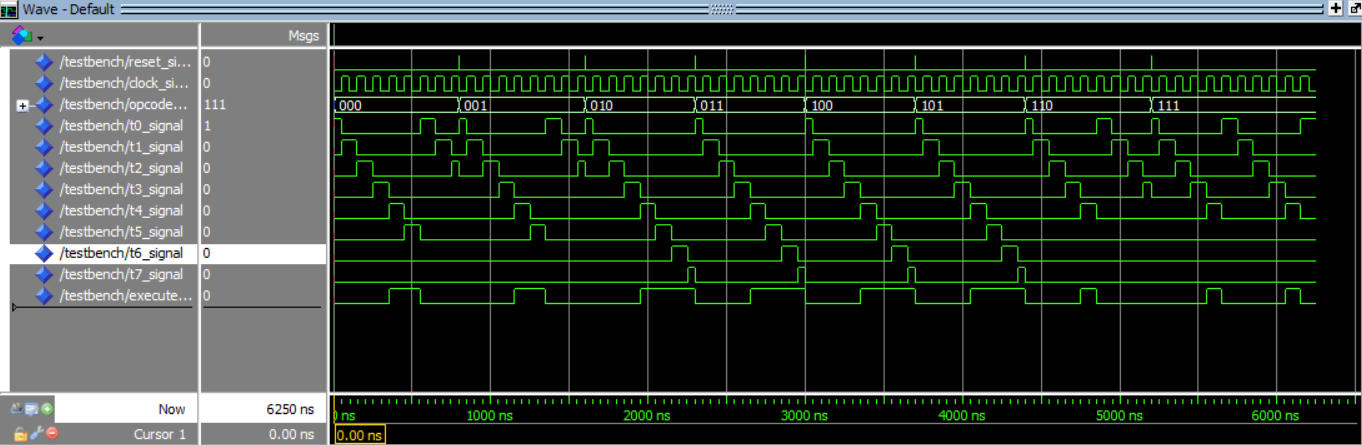 Wave - Default
Msgs
/testbench/reset_si... 0
/testbench/clock_si... 0
/testbench/opcode... 111 000 001 010 011 100 101 110 111
/testbench/t0_signal 1
/testbench/t1_signal 0
/testbench/t2_signal 0
/testbench/t3_signal 0
/testbench/t4_signal 0
/testbench/t5_signal 0
/testbench/t6_signal 0
/testbench/t7_signal 0
/testbench/execute... 0
Now 6250 ns ns 1000 ns 2000 ns 3000 ns 4000 ns 5000 ns 6000 ns
Cursor 1 0.00 ns 0.00 ns